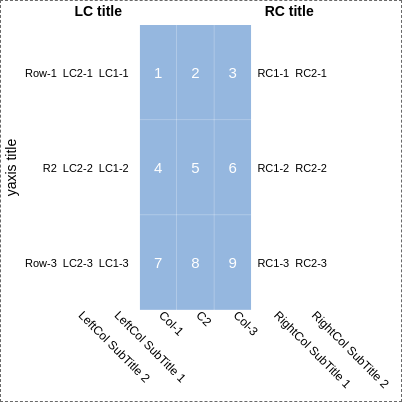 LC title RC title
Row-1 LC2-1 LC1-1 1 2 3 RC1-1 RC2-1
yaxis title
R2 LC2-2 LC1-2 4 5 6 RC1-2 RC2-2
Row-3 LC2-3 LC1-3 7 8 9 RC1-3 RC2-3
LeftCol SubTitle 2
LeftCol SubTitle 1
Col-1
C2
Col-3
RightCol SubTitle 1
RightCol SubTitle 2